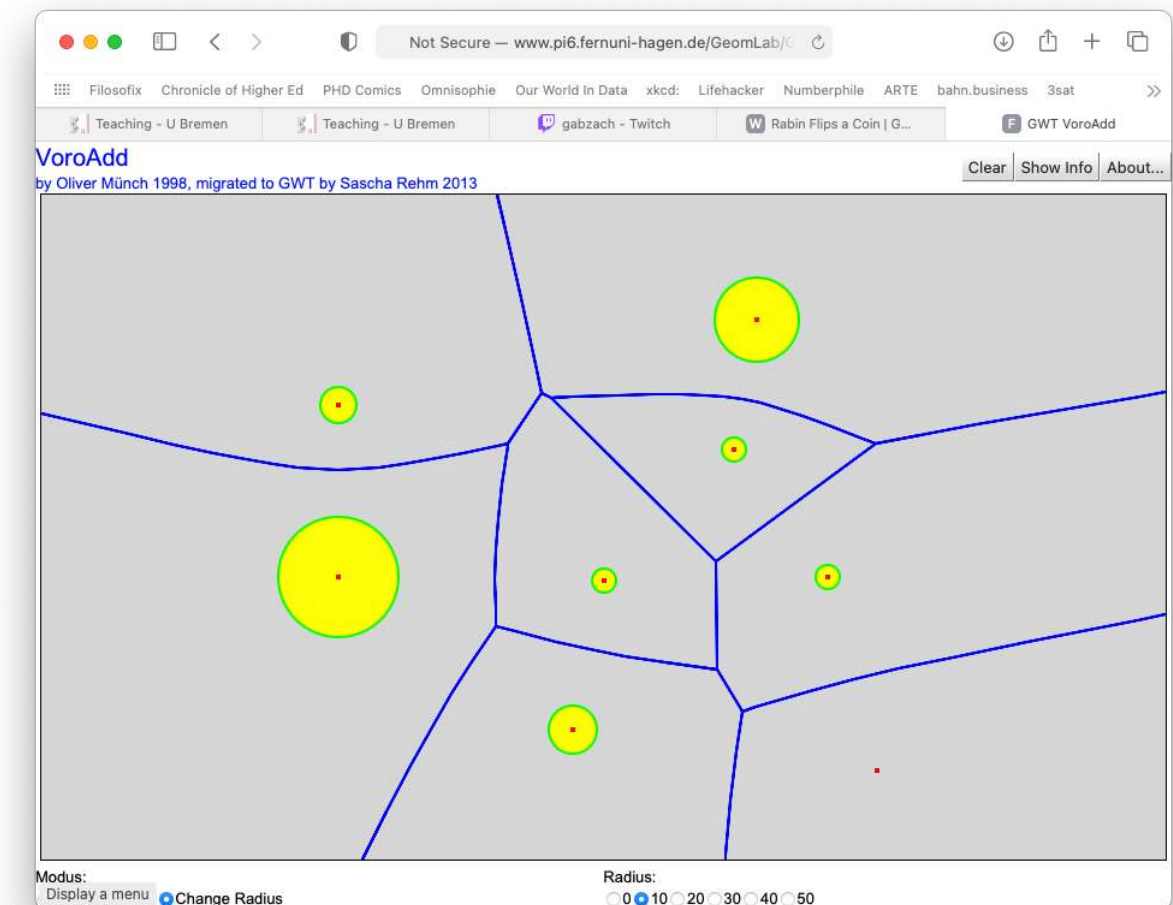 Not Secure — www.pi6.fernuni-hagen.de/GeomLab/G
Filosofix Chronicle of Higher Ed PHD Comics Omnisophie Our World In Data xkcd: Lifehacker Numberphile ARTE bahn.business 3sat
Teaching - U Bremen Teaching - U Bremen gabzach - Twitch W Rabin Flips a Coin | G... F GWT VoroAdd
VoroAdd
by Oliver Münch 1998, migrated to GWT by Sascha Rehm 2013
Clear Show Info About...
Modus: Radius:
Display a menu Change Radius 0 10 20 30 40 50